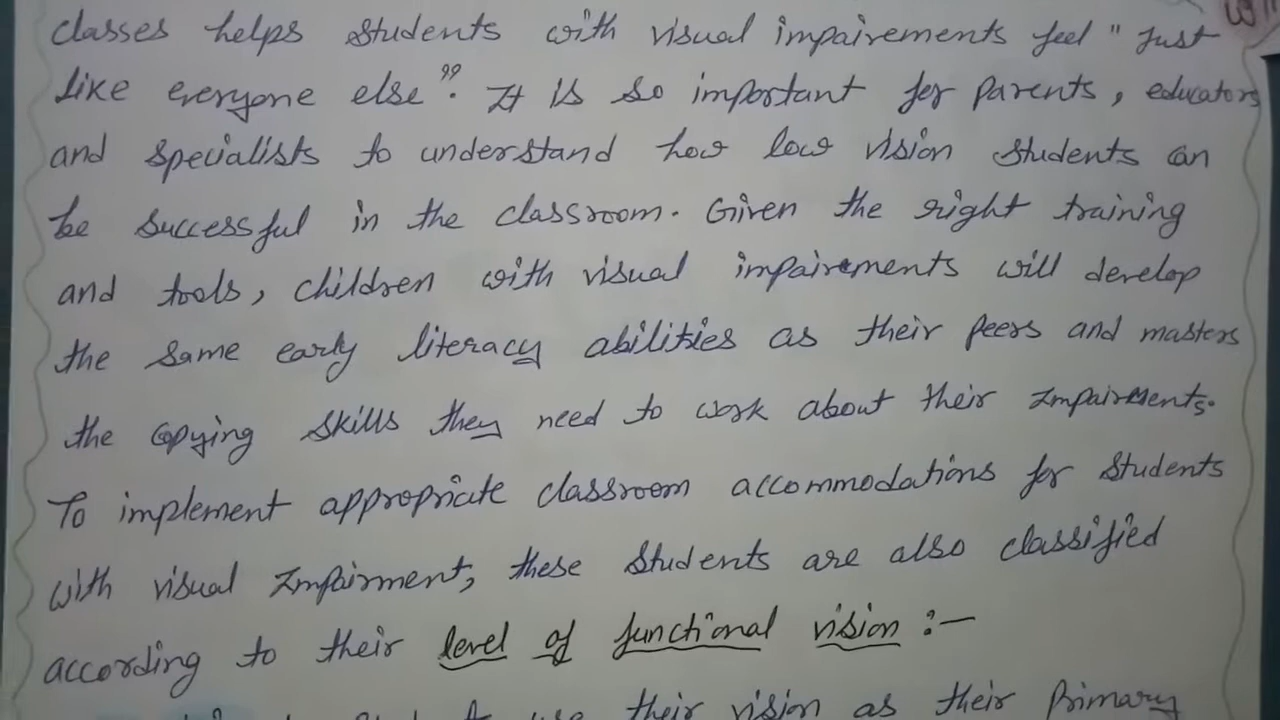 classes helps students with visual impairements feel " Just
like everyone else". It is so important for parents, educators
and specialists to understand how low vision students can
be successful in the classroom. Given the right training
and tools, children with visual impairements will develop
the same early literacy abilities as their peers and masters
the copying skills they need to work about their Impairments.
To implement appropriate classroom accommodations for students
with visual Impairment, these students are also classified
according to their level of functional vision :-
use their vision as their primary